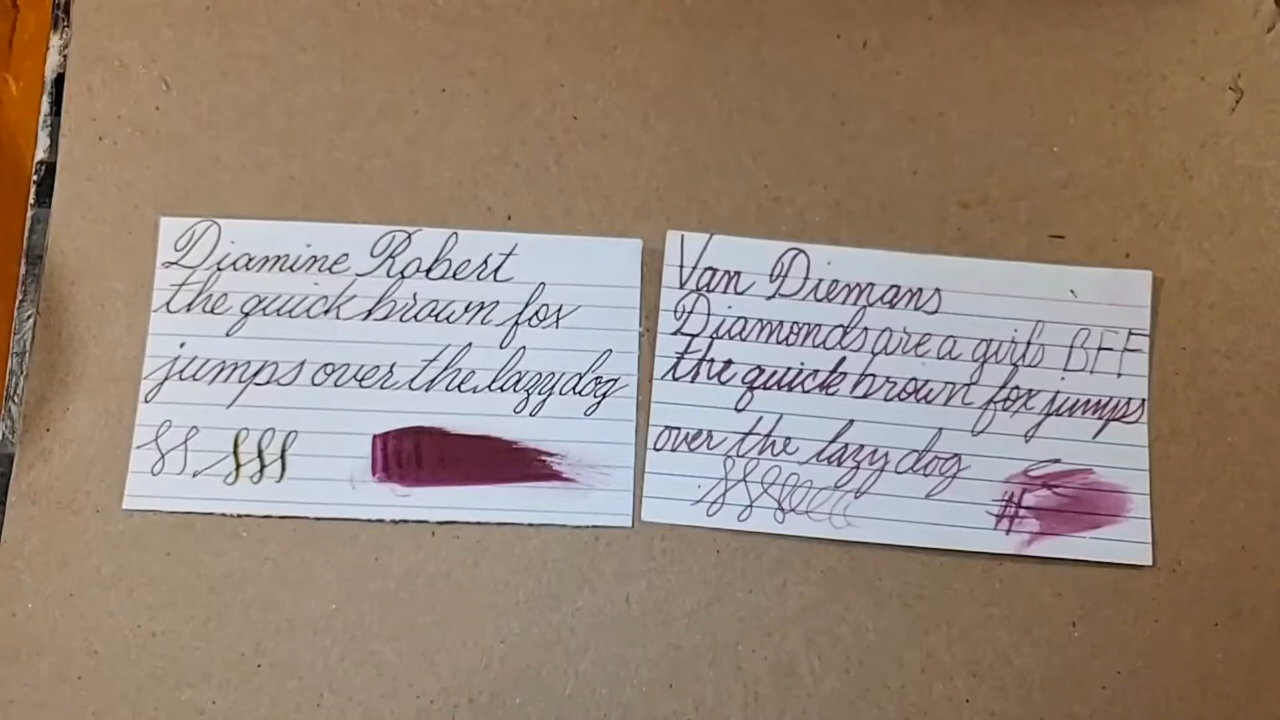 Diamine Robert
the quick brown fox
jumps over the lazy dog
Van Diemans
Diamonds are a girls BFF
the quick brown fox jumps
over the lazy dog